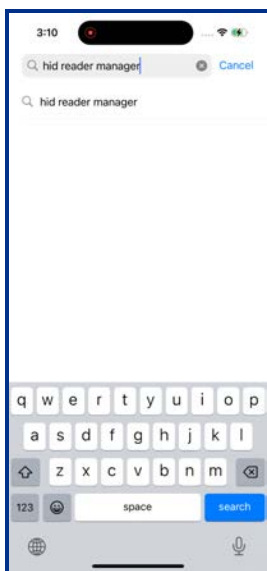 3:10
hid reader manager
Cancel
hid reader manager
q w e r t y u i o p
a s d f g h j k l
z x c v b n m
123 space search